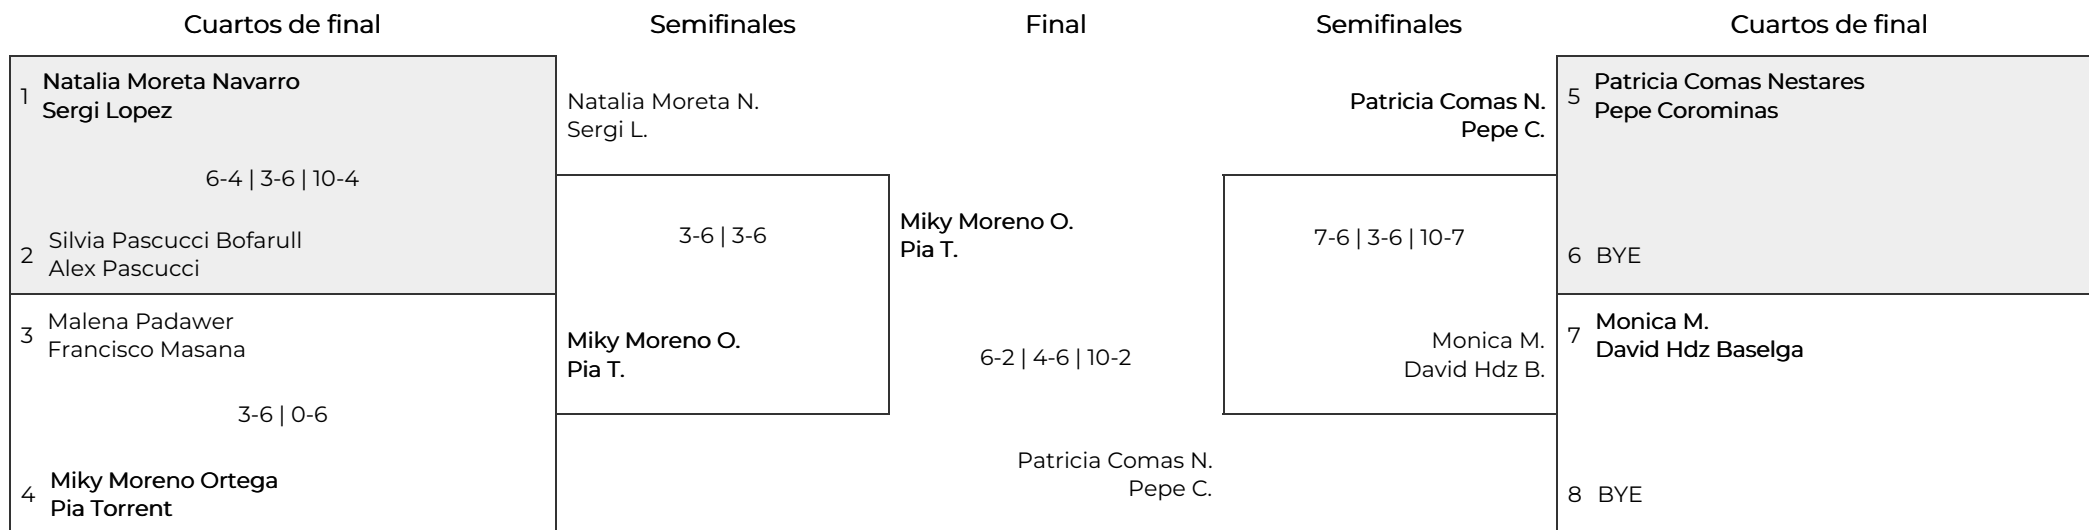 Cuartos de final
Semifinales
Final
Semifinales
Cuartos de final
1
Natalia Moreta Navarro
Sergi Lopez
6-4 | 3-6 | 10-4
2
Silvia Pascucci Bofarull
Alex Pascucci
3
Malena Padawer
Francisco Masana
3-6 | 0-6
4
Miky Moreno Ortega
Pia Torrent
Natalia Moreta N.
Sergi L.
3-6 | 3-6
Miky Moreno O.
Pia T.
Miky Moreno O.
Pia T.
6-2 | 4-6 | 10-2
Patricia Comas N.
Pepe C.
Patricia Comas N.
Pepe C.
7-6 | 3-6 | 10-7
Monica M.
David Hdz B.
5
Patricia Comas Nestares
Pepe Corominas
6 BYE
7
Monica M.
David Hdz Baselga
8 BYE